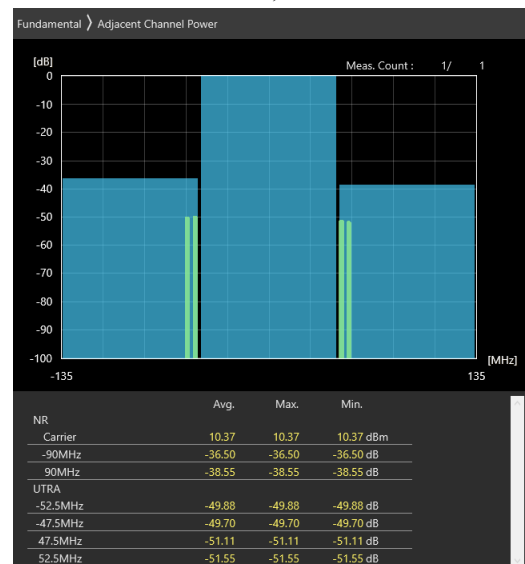 Fundamental 〉Adjacent Channel Power
[dB]
Meas. Count : 1/ 1
0
-10
-20
-30
-40
-50
-60
-70
-80
-90
-100
[MHz]
-135 135
Avg. Max. Min.
NR
Carrier 10.37 10.37 10.37 dBm
-90MHz -36.50 -36.50 -36.50 dB
90MHz -38.55 -38.55 -38.55 dB
UTRA
-52.5MHz -49.88 -49.88 -49.88 dB
-47.5MHz -49.70 -49.70 -49.70 dB
47.5MHz -51.11 -51.11 -51.11 dB
52.5MHz -51.55 -51.55 -51.55 dB